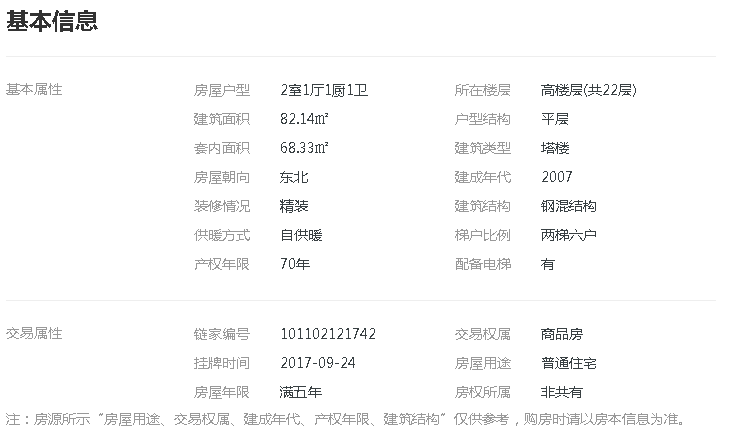 基本信息
基本属性 房屋户型 2室1厅1厨1卫 所在楼层 高楼层(共22层)
建筑面积 82.14㎡ 户型结构 平层
套内面积 68.33㎡ 建筑类型 塔楼
房屋朝向 东北 建成年代 2007
装修情况 精装 建筑结构 钢混结构
供暖方式 自供暖 梯户比例 两梯六户
产权年限 70年 配备电梯 有
交易属性 链家编号 101102121742 交易权属 商品房
挂牌时间 2017-09-24 房屋用途 普通住宅
房屋年限 满五年 房权所属 非共有
注：房源所示“房屋用途、交易权属、建成年代、产权年限、建筑结构”仅供参考，购房时请以房本信息为准。